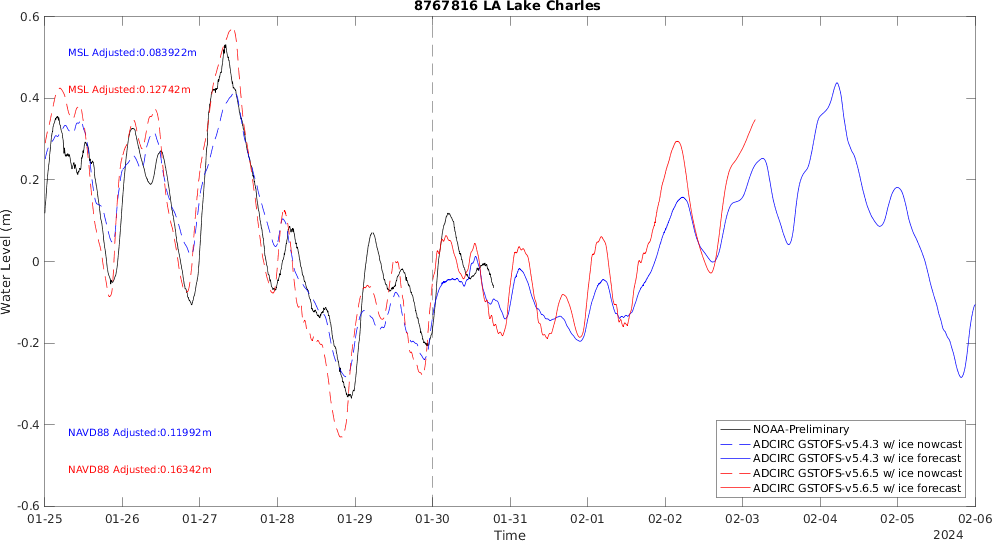 8767816 LA Lake Charles
Water Level (m)
0.6
0.4
0.2
0
-0.2
-0.4
-0.6
MSL Adjusted:0.083922m
MSL Adjusted:0.12742m
NAVD88 Adjusted:0.11992m
NAVD88 Adjusted:0.16342m
NOAA-Preliminary
ADCIRC GSTOFS-v5.4.3 w/ ice nowcast
ADCIRC GSTOFS-v5.4.3 w/ ice forecast
ADCIRC GSTOFS-v5.6.5 w/ ice nowcast
ADCIRC GSTOFS-v5.6.5 w/ ice forecast
01-25 01-26 01-27 01-28 01-29 01-30 01-31 02-01 02-02 02-03 02-04 02-05 02-06
Time
2024